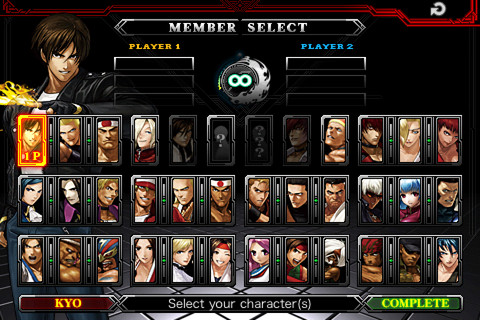 MEMBER SELECT
PLAYER 1
PLAYER 2
∞
1P
?
KYO
Select your character(s)
COMPLETE